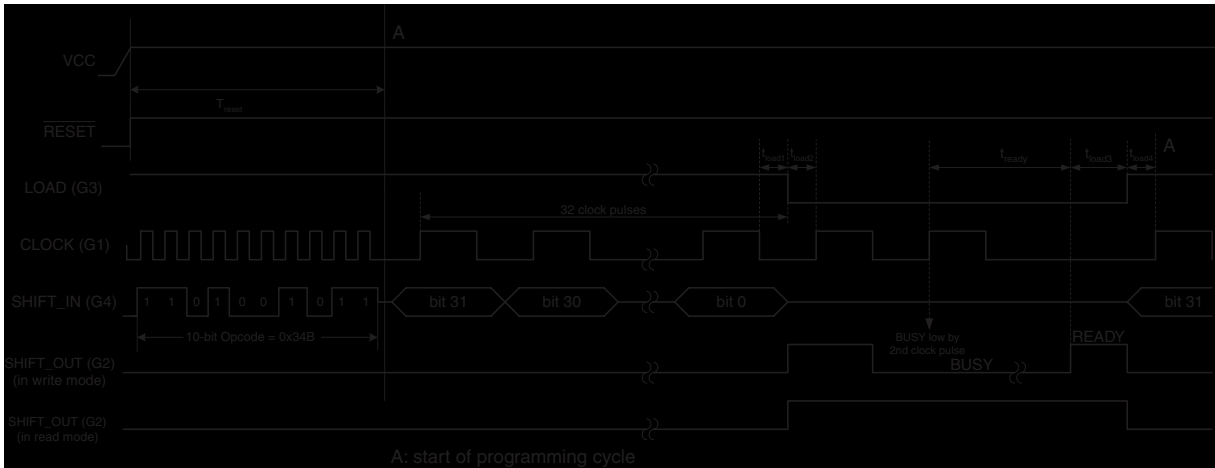 A
VCC
T reset
RESET
t load1 t load2 t ready t load3 t load4 A
LOAD (G3)
32 clock pulses
CLOCK (G1)
SHIFT_IN (G4) 1 1 0 1 0 0 1 0 1 1 bit 31 bit 30 bit 0 bit 31
10-bit Opcode = 0x34B
BUSY low by
2nd clock pulse
READY
SHIFT_OUT (G2)
(in write mode)
BUSY
SHIFT_OUT (G2)
(in read mode)
A: start of programming cycle